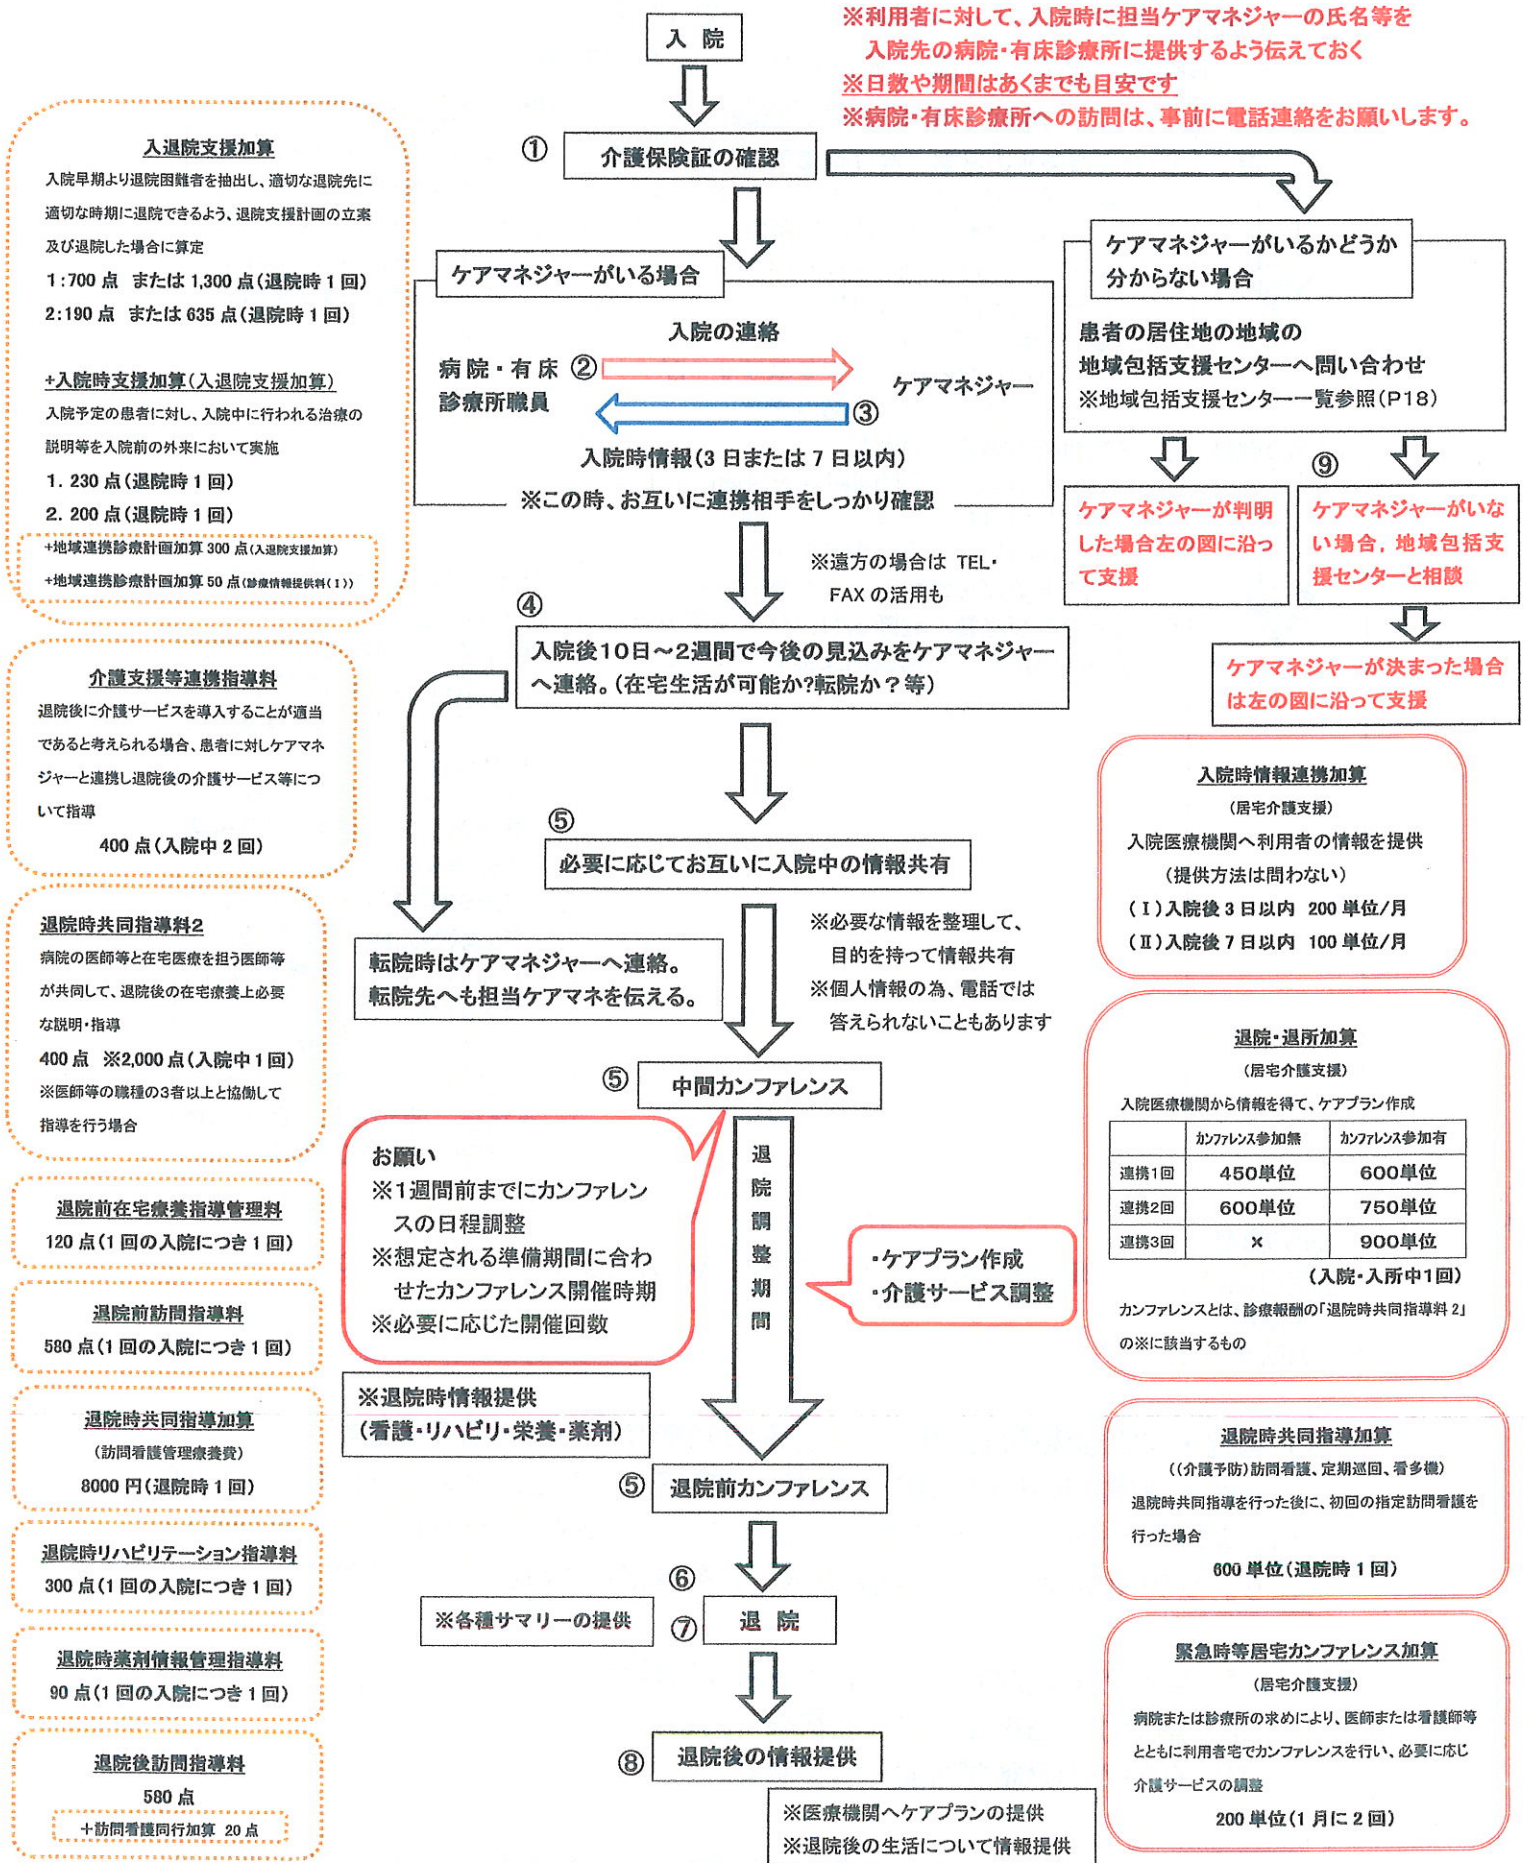 入 院
※利用者に対して、入院時に担当ケアマネジャーの氏名等を
入院先の病院・有床診療所に提供するよう伝えておく
※日数や期間はあくまでも目安です
※病院・有床診療所への訪問は、事前に電話連絡をお願いします。
① 介護保険証の確認
ケアマネジャーがいる場合
入院の連絡
病院・有床
診療所職員
②
ケアマネジャー
③
入院時情報(3日または7日以内)
※この時、お互いに連携相手をしっかり確認
ケアマネジャーがいるかどうか
分からない場合
患者の居住地の地域の
地域包括支援センターへ問い合わせ
※地域包括支援センター一覧参照(P18)
ケアマネジャーが判明
した場合左の図に沿っ
て支援
⑨
ケアマネジャーがいな
い場合, 地域包括支
援センターと相談
ケアマネジャーが決まった場合
は左の図に沿って支援
※遠方の場合は TEL・
FAX の活用も
④
入院後10日～2週間で今後の見込みをケアマネジャー
へ連絡。(在宅生活が可能か?転院か？等)
⑤
必要に応じてお互いに入院中の情報共有
※必要な情報を整理して、
目的を持って情報共有
※個人情報の為、電話では
答えられないこともあります
転院時はケアマネジャーへ連絡。
転院先へも担当ケアマネを伝える。
⑤ 中間カンファレンス
お願い
※1週間前までにカンファレン
スの日程調整
※想定される準備期間に合わ
せたカンファレンス開催時期
※必要に応じた開催回数
退院調整期間
・ケアプラン作成
・介護サービス調整
※退院時情報提供
(看護・リハビリ・栄養・薬剤)
⑤ 退院前カンファレンス
⑥
※各種サマリーの提供
⑦ 退 院
⑧ 退院後の情報提供
※医療機関へケアプランの提供
※退院後の生活について情報提供
入退院支援加算
入院早期より退院困難者を抽出し、適切な退院先に
適切な時期に退院できるよう、退院支援計画の立案
及び退院した場合に算定
1:700 点 または 1,300 点(退院時 1 回)
2:190 点 または 635 点(退院時 1 回)
+入院時支援加算(入退院支援加算)
入院予定の患者に対し、入院中に行われる治療の
説明等を入院前の外来において実施
1. 230 点(退院時 1 回)
2. 200 点(退院時 1 回)
+地域連携診療計画加算 300 点(入退院支援加算)
+地域連携診療計画加算 50 点(診療情報提供料(Ⅰ))
介護支援等連携指導料
退院後に介護サービスを導入することが適当
であると考えられる場合、患者に対しケアマネ
ジャーと連携し退院後の介護サービス等につ
いて指導
400 点(入院中 2 回)
退院時共同指導料2
病院の医師等と在宅医療を担う医師等
が共同して、退院後の在宅療養上必要
な説明・指導
400 点 ※2,000 点(入院中 1 回)
※医師等の職種の3者以上と協働して
指導を行う場合
退院前在宅療養指導管理料
120 点(1 回の入院につき 1 回)
退院前訪問指導料
580 点(1 回の入院につき 1 回)
退院時共同指導加算
(訪問看護管理療養費)
8000 円(退院時 1 回)
退院時リハビリテーション指導料
300 点(1 回の入院につき 1 回)
退院時薬剤情報管理指導料
90 点(1 回の入院につき 1 回)
退院後訪問指導料
580 点
＋訪問看護同行加算 20 点
入院時情報連携加算
(居宅介護支援)
入院医療機関へ利用者の情報を提供
(提供方法は問わない)
(Ⅰ)入院後 3 日以内 200 単位/月
(Ⅱ)入院後 7 日以内 100 単位/月
退院・退所加算
(居宅介護支援)
入院医療機関から情報を得て、ケアプラン作成
カンファレンス参加無 カンファレンス参加有
連携1回 450単位 600単位
連携2回 600単位 750単位
連携3回 × 900単位
(入院・入所中1回)
カンファレンスとは、診療報酬の「退院時共同指導料 2」
の※に該当するもの
退院時共同指導加算
((介護予防)訪問看護、定期巡回、看多機)
退院時共同指導を行った後に、初回の指定訪問看護を
行った場合
600 単位(退院時 1 回)
緊急時等居宅カンファレンス加算
(居宅介護支援)
病院または診療所の求めにより、医師または看護師等
とともに利用者宅でカンファレンスを行い、必要に応じ
介護サービスの調整
200 単位(1 月に 2 回)